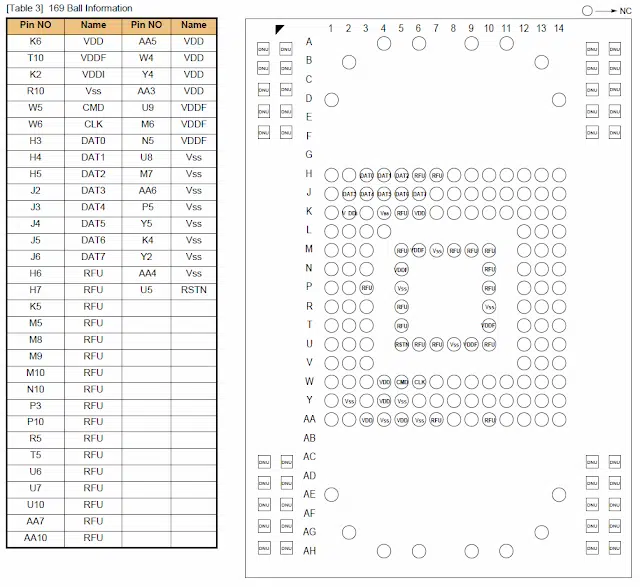 [Table 3] 169 Ball Information
Pin NO Name Pin NO Name
K6 VDD AA5 VDD
T10 VDDF W4 VDD
K2 VDDI Y4 VDD
R10 Vss AA3 VDD
W5 CMD U9 VDDF
W6 CLK M6 VDDF
H3 DAT0 N5 VDDF
H4 DAT1 U8 Vss
H5 DAT2 M7 Vss
J2 DAT3 AA6 Vss
J3 DAT4 P5 Vss
J4 DAT5 Y5 Vss
J5 DAT6 K4 Vss
J6 DAT7 Y2 Vss
H6 RFU AA4 Vss
H7 RFU U5 RSTN
K5 RFU
M5 RFU
M8 RFU
M9 RFU
M10 RFU
N10 RFU
P3 RFU
P10 RFU
R5 RFU
T5 RFU
U6 RFU
U7 RFU
U10 RFU
AA7 RFU
AA10 RFU
NC
1 2 3 4 5 6 7 8 9 10 11 12 13 14
DNU DNU A DNU DNU
DNU DNU B DNU DNU
C
DNU DNU D DNU DNU
DNU DNU E DNU DNU
DNU DNU F DNU DNU
G
H DAT0 DAT1 DAT2 RFU RFU
J DAT3 DAT4 DAT5 DAT6 DAT7
K VDDI Vss RFU VDD
L
M RFU VDDF Vss RFU RFU RFU
N VDDF RFU
P RFU Vss RFU
R RFU Vss
T RFU VDDF
U RSTN RFU RFU Vss VDDF RFU
V
W VDD CMD CLK
Y Vss VDD Vss
AA VDD Vss VDD Vss RFU RFU
AB
DNU DNU AC DNU DNU
DNU DNU AD DNU DNU
DNU DNU AE DNU DNU
AF
DNU DNU AG DNU DNU
DNU DNU AH DNU DNU